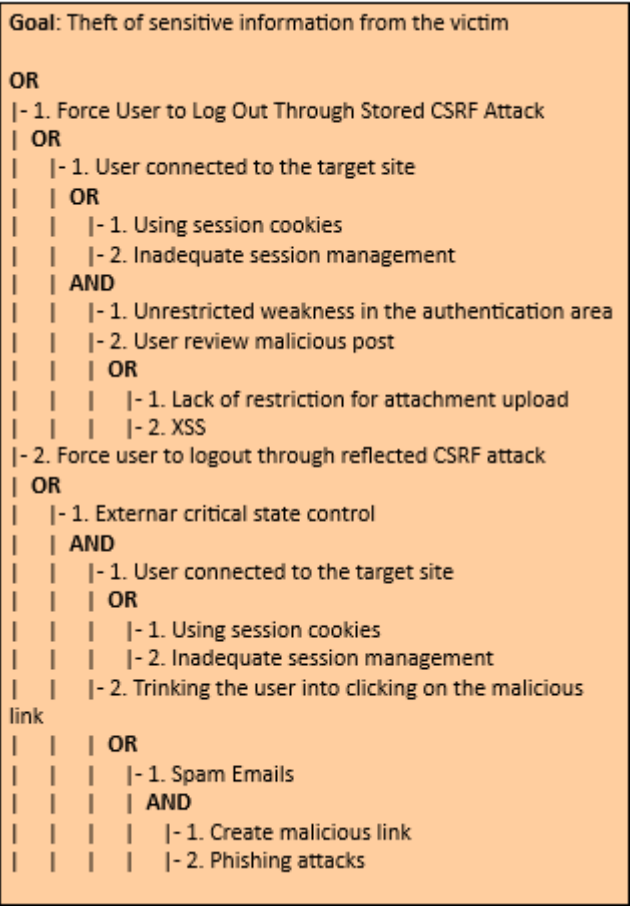 Goal: Theft of sensitive information from the victim
OR
|- 1. Force User to Log Out Through Stored CSRF Attack
| OR
| |- 1. User connected to the target site
| | OR
| | |- 1. Using session cookies
| | |- 2. Inadequate session management
| | AND
| | |- 1. Unrestricted weakness in the authentication area
| | |- 2. User review malicious post
| | | OR
| | | |- 1. Lack of restriction for attachment upload
| | | |- 2. XSS
|- 2. Force user to logout through reflected CSRF attack
| OR
| |- 1. Externar critical state control
| | AND
| | |- 1. User connected to the target site
| | | OR
| | | |- 1. Using session cookies
| | | |- 2. Inadequate session management
| | |- 2. Trinking the user into clicking on the malicious
link
| | | OR
| | | |- 1. Spam Emails
| | | | AND
| | | | |- 1. Create malicious link
| | | | |- 2. Phishing attacks